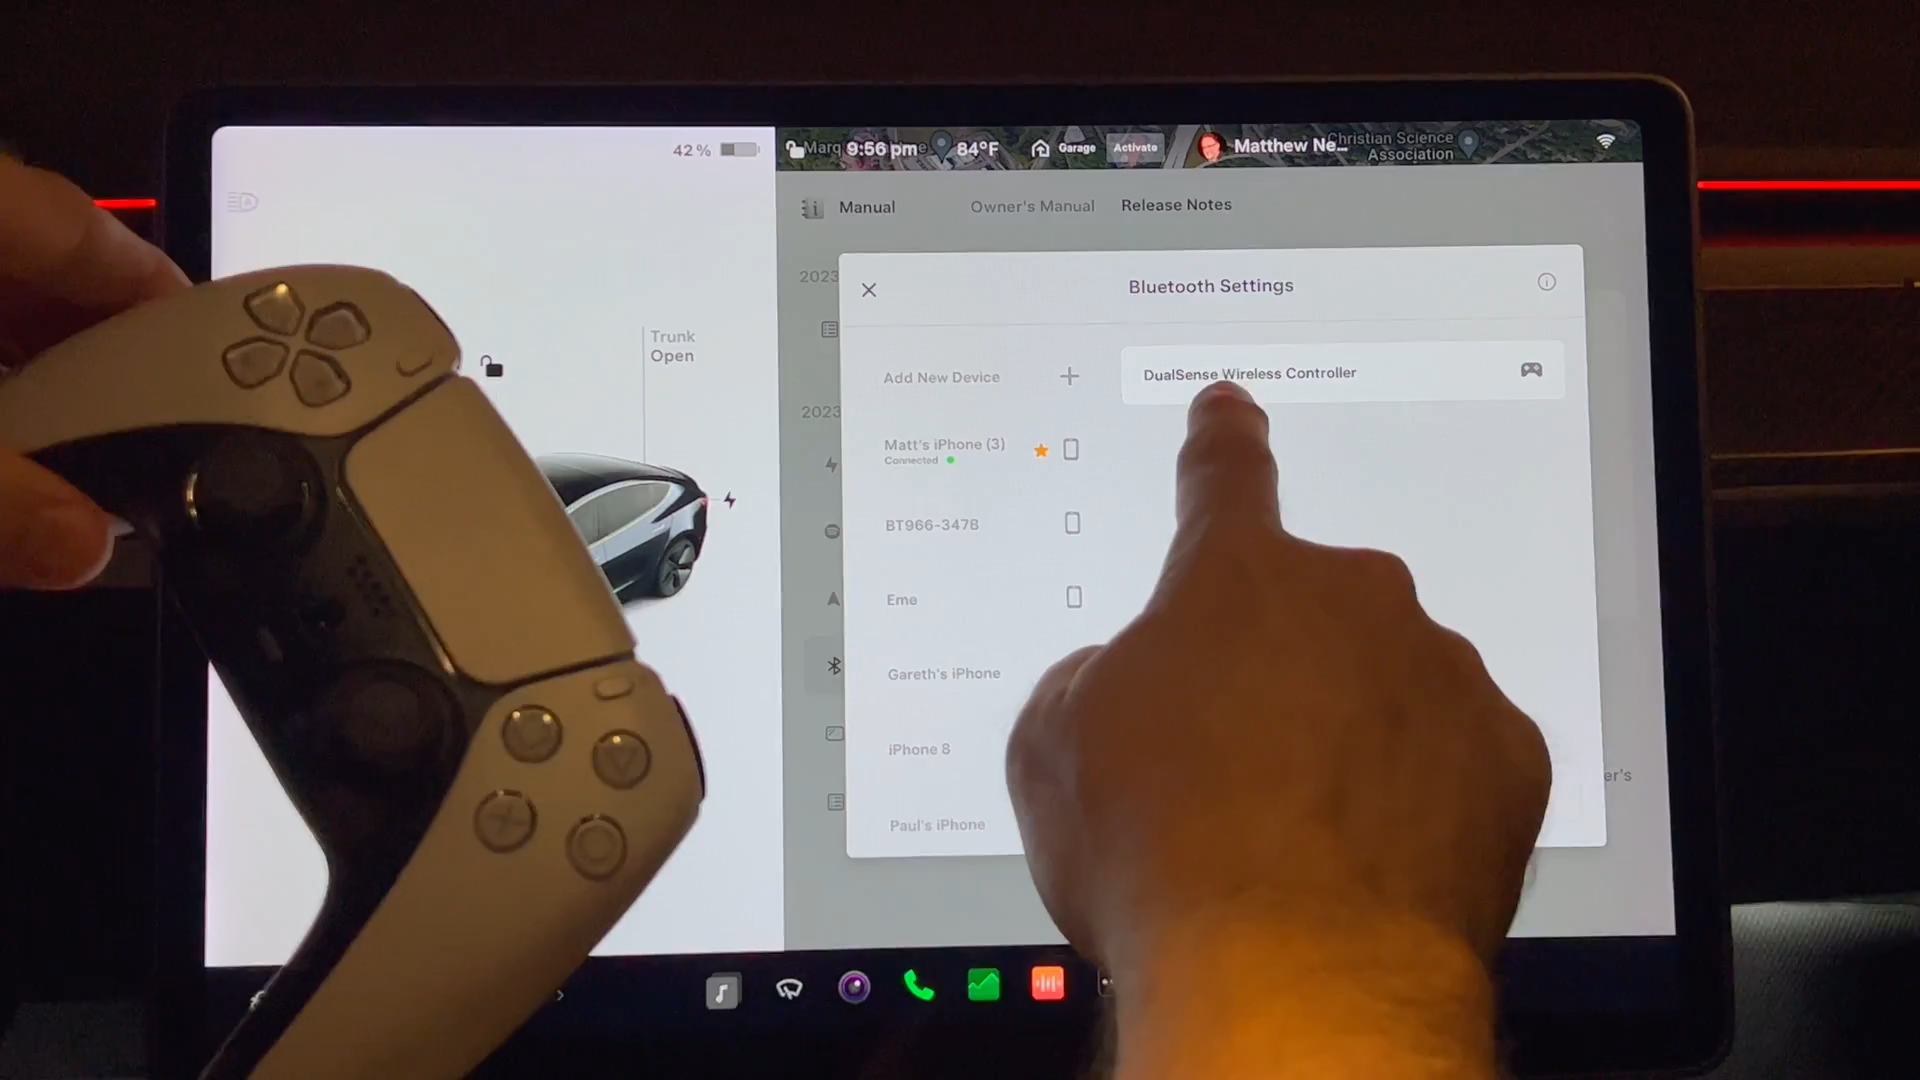 42%
Marq
9:56 pm
84°F
Garage
Activate
Matthew Ne...
Christian Science
Association
Manual
Owner's Manual
Release Notes
2023
Bluetooth Settings
Trunk
Open
Add New Device
DualSense Wireless Controller
2023
Matt's iPhone (3)
Connected
BT966-3478
Eme
Gareth's iPhone
iPhone 8
er's
Paul's iPhone